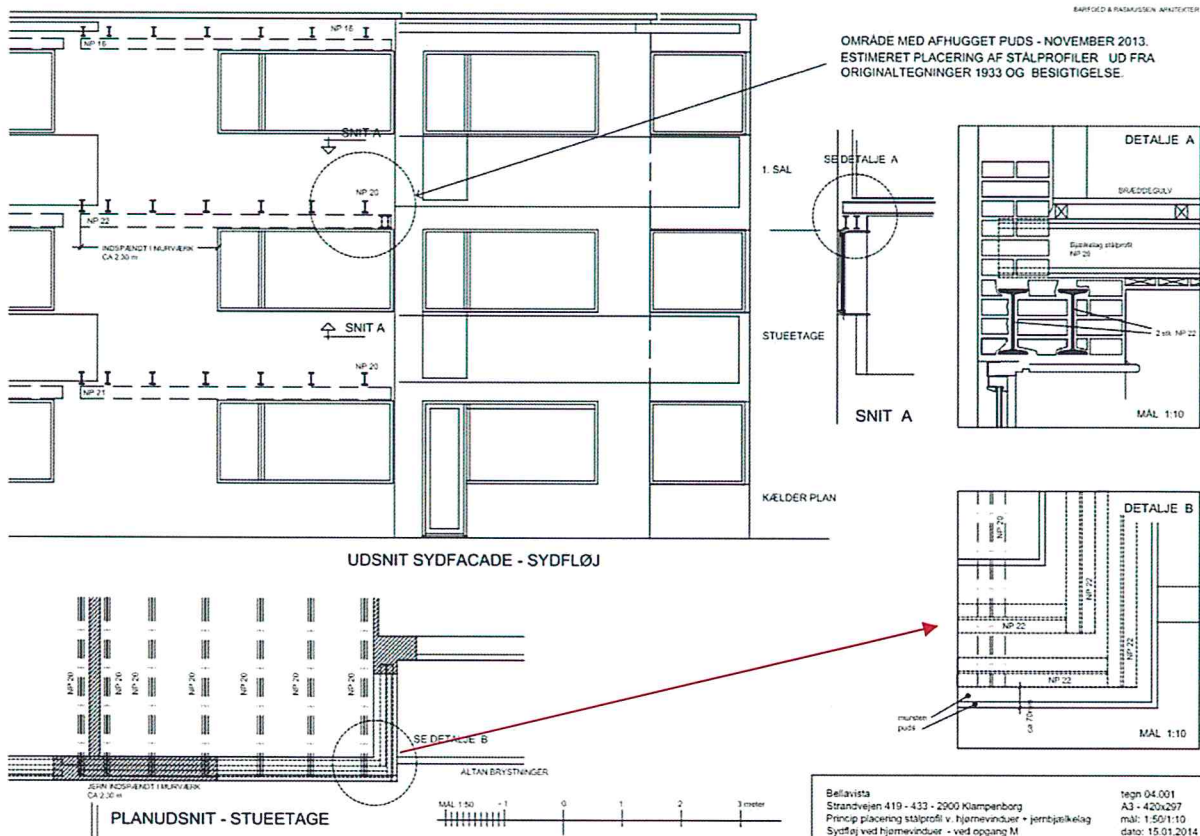 BARFOED & RASMUSSEN ARKITEKTER
OMRÅDE MED AFHUGGET PUDS - NOVEMBER 2013.
ESTIMERET PLACERING AF STÅLPROFILER UD FRA
ORIGINALTEGNINGER 1933 OG BESIGTIGELSE.
NP 16
NP 16
SNIT A
NP 20
NP 22
INDSPÆNDT I MURVÆRK
CA 2.30 m
SNIT A
NP 20
NP 21
1. SAL
STUEETAGE
KÆLDER PLAN
UDSNIT SYDFACADE - SYDFLØJ
SE DETALJE A
SNIT A
DETALJE A
BRÆDDEGULV
Bjælkelag stålprofil
NP 20
2 stk. NP 22
MÅL 1:10
DETALJE B
NP 20
NP 22
NP 22
NP 22
NP 22
mursten
puds
ca 70mm
MÅL 1:10
NP 20
NP 20
NP 20
NP 20
NP 20
NP 20
NP 20
SE DETALJE B
ALTAN BRYSTNINGER
JERN INDSPÆNDT I MURVÆRK
CA 2.30 m
PLANUDSNIT - STUEETAGE
MÅL 1:50 1 0 1 2 3 meter
Bellavista
Strandvejen 419 - 433 - 2900 Klampenborg
Princip placering stålprofil v. hjørnevinduer + jernbjælkelag
Sydfløj ved hjørnevinduer - ved opgang M
tegn 04.001
A3 - 420x297
mål: 1:50/1:10
dato: 15.01.2014